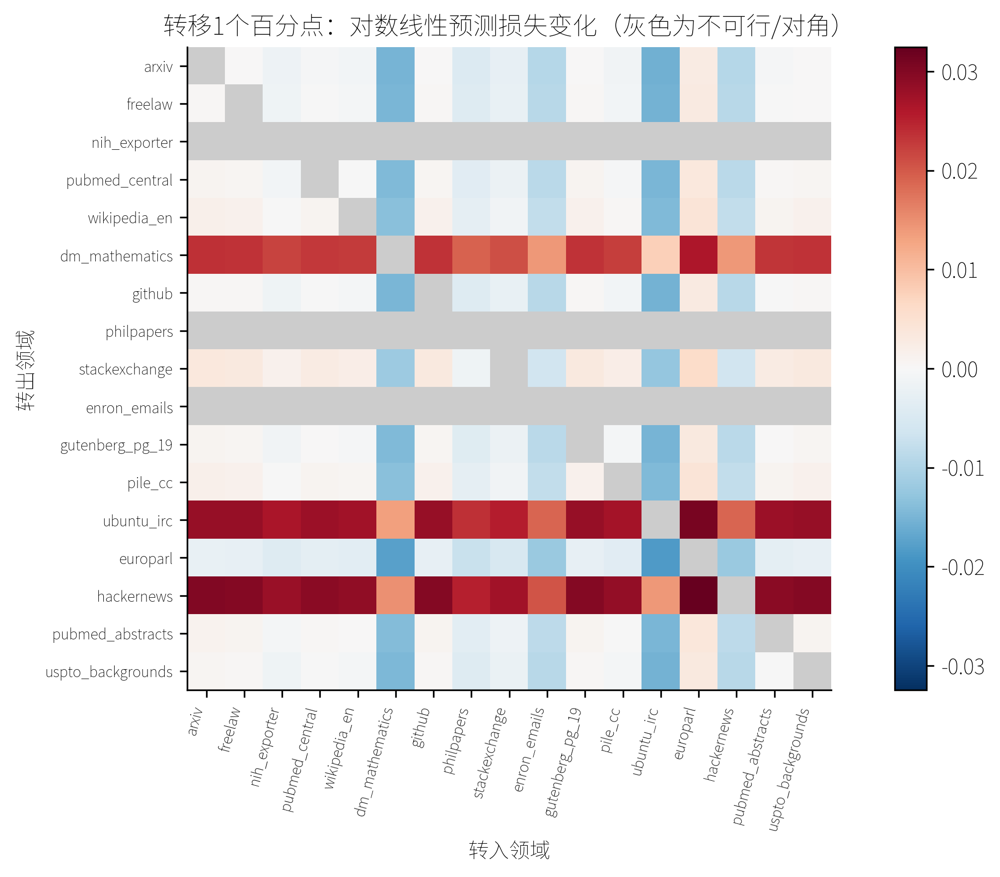 转移1个百分点：对数线性预测损失变化（灰色为不可行/对角）
转出领域
arxiv
freelaw
nih_exporter
pubmed_central
wikipedia_en
dm_mathematics
github
philpapers
stackexchange
enron_emails
gutenberg_pg_19
pile_cc
ubuntu_irc
europarl
hackernews
pubmed_abstracts
uspto_backgrounds
arxiv
freelaw
nih_exporter
pubmed_central
wikipedia_en
dm_mathematics
github
philpapers
stackexchange
enron_emails
gutenberg_pg_19
pile_cc
ubuntu_irc
europarl
hackernews
pubmed_abstracts
uspto_backgrounds
转入领域
0.03
0.02
0.01
0.00
-0.01
-0.02
-0.03